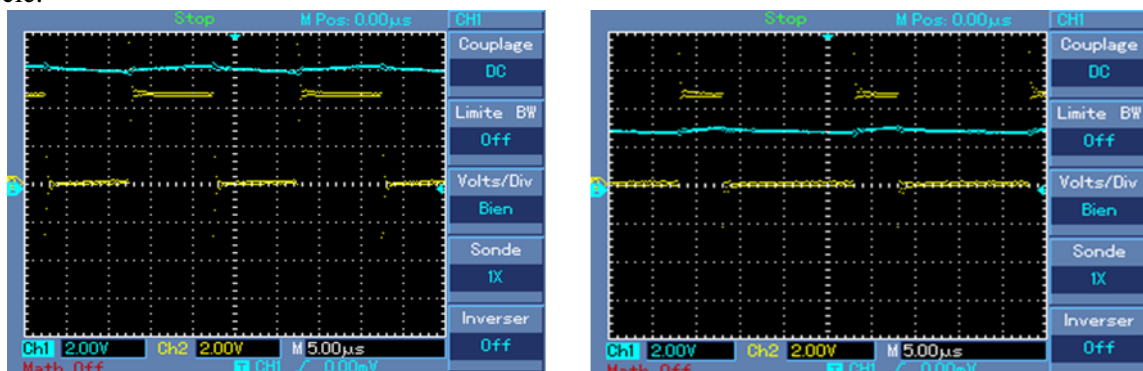 Stop M Pos: 0.00µs CH1
Couplage
DC
Limite BW
Off
Volts/Div
Bien
Sonde
1X
Inverser
Off
Ch1 2.00V Ch2 2.00V M 5.00µs
Math Off CH1 0.00mV
Stop M Pos: 0.00µs CH1
Couplage
DC
Limite BW
Off
Volts/Div
Bien
Sonde
1X
Inverser
Off
Ch1 2.00V Ch2 2.00V M 5.00µs
Math Off CH1 0.00mV